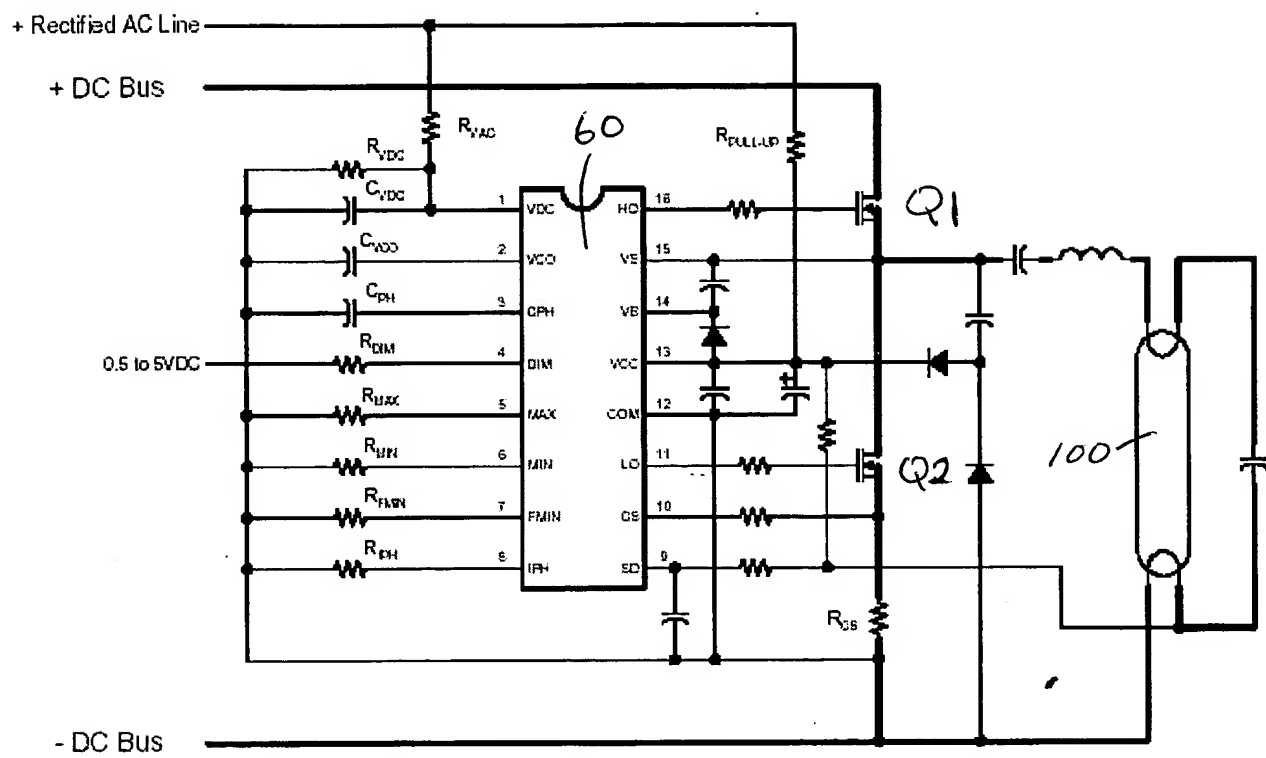 + Rectified AC Line
+ DC Bus
RVAC
60
RPULL-UP
RVDC
CVDC
1 VDC HO 16
Q1
CVCO
2 VCO VS 15
CPH
3 CPH VB 14
0.5 to 5VDC
RDIM
4 DIM VCC 13
+
RMAX
5 MAX COM 12
RMIN
6 MIN LO 11
Q2
100
RFMIN
7 FMIN CS 10
RIPH
8 IPH SD 9
RCS
- DC Bus